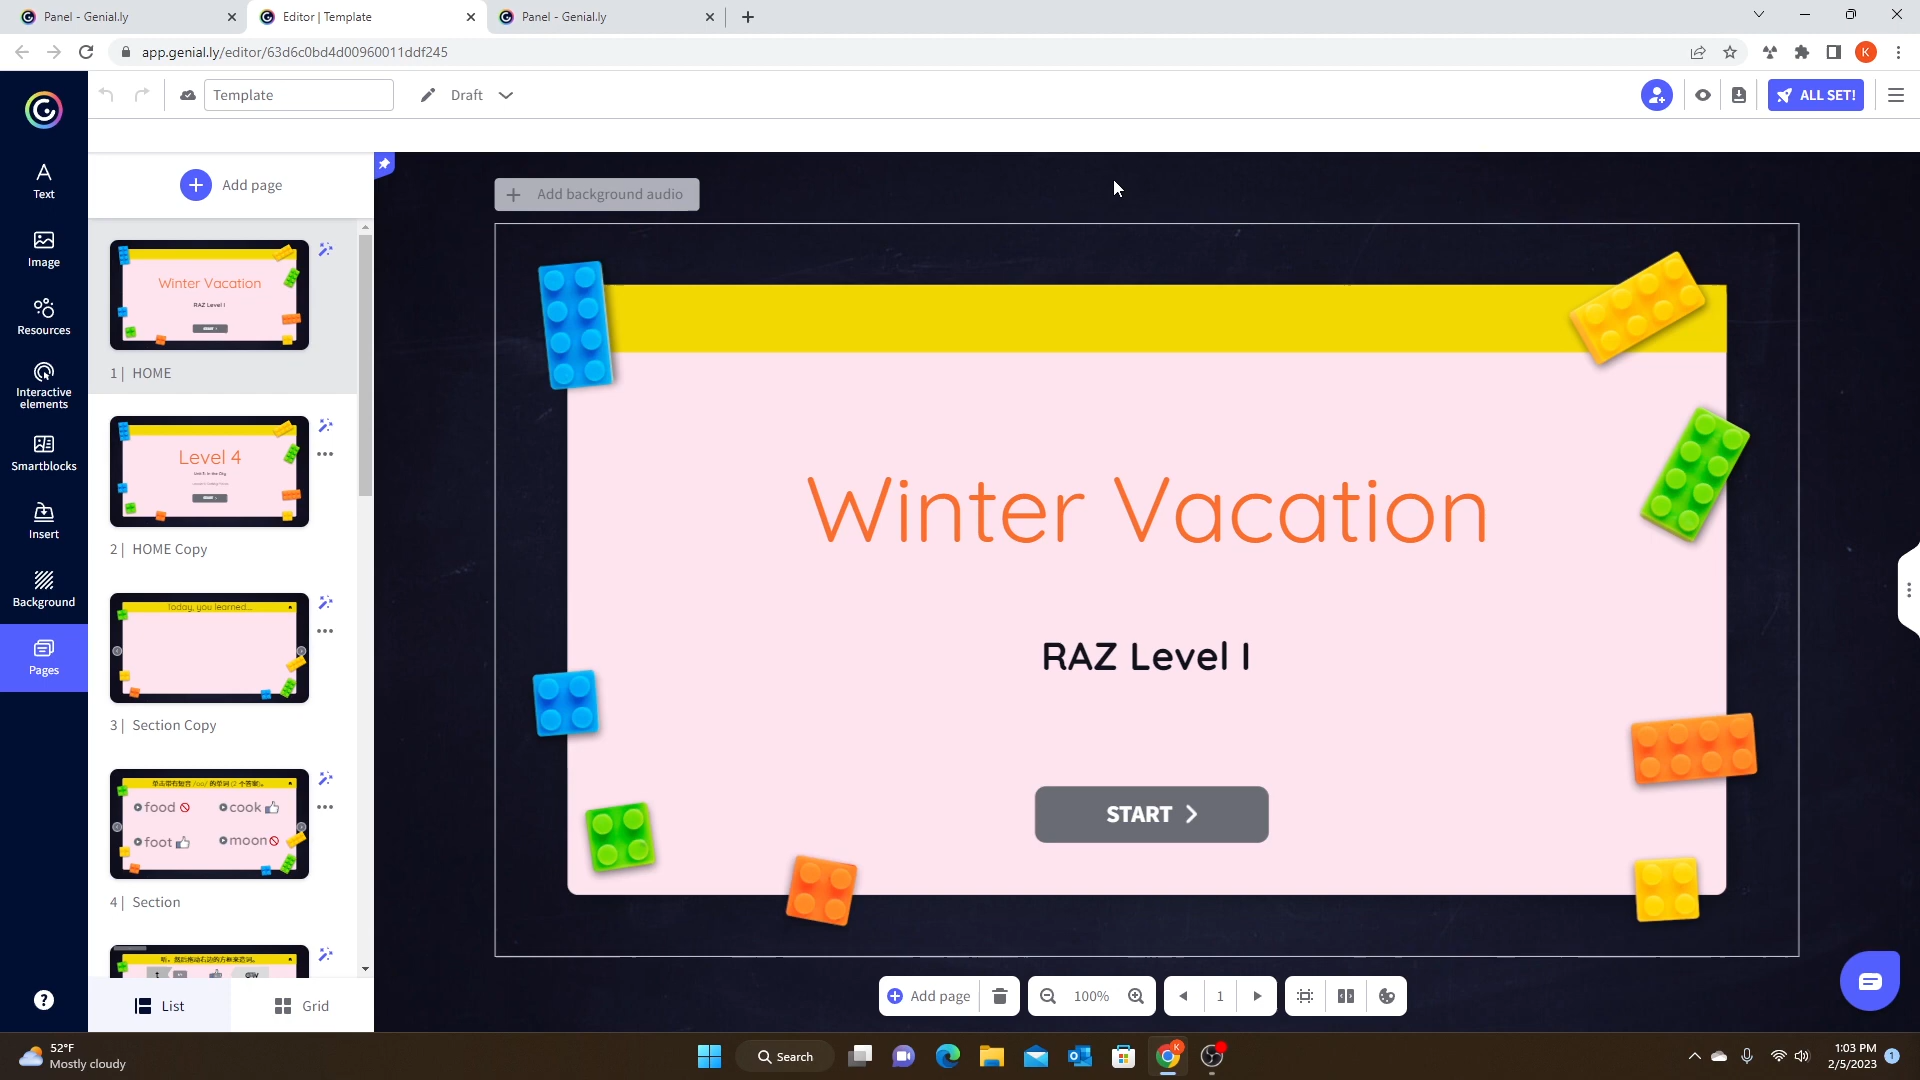 Panel - Genial.ly
Editor | Template
Panel - Genial.ly
app.genial.ly/editor/63d6c0bd4d00960011ddf245
K
Template
Draft
ALL SET!
Text
Image
Resources
Interactive
elements
Smartblocks
Insert
Background
Pages
Add page
Winter Vacation
RAZ Level I
START
1 | HOME
Level 4
2 | HOME Copy
Today, you learned...
3 | Section Copy
food
cook
foot
moon
4 | Section
List
Grid
Add background audio
Winter Vacation
RAZ Level I
START
Add page
100%
1
52°F
Mostly cloudy
Search
K
1:03 PM
2/5/2023
1